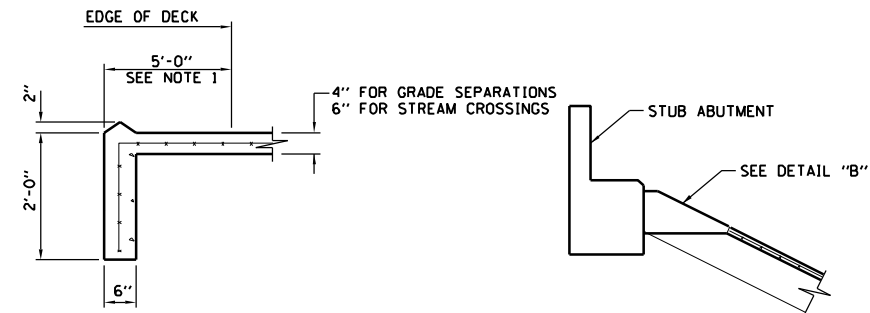 EDGE OF DECK
5'-0"
SEE NOTE 1
2"
4" FOR GRADE SEPARATIONS
6" FOR STREAM CROSSINGS
2'-0"
6"
STUB ABUTMENT
SEE DETAIL "B"